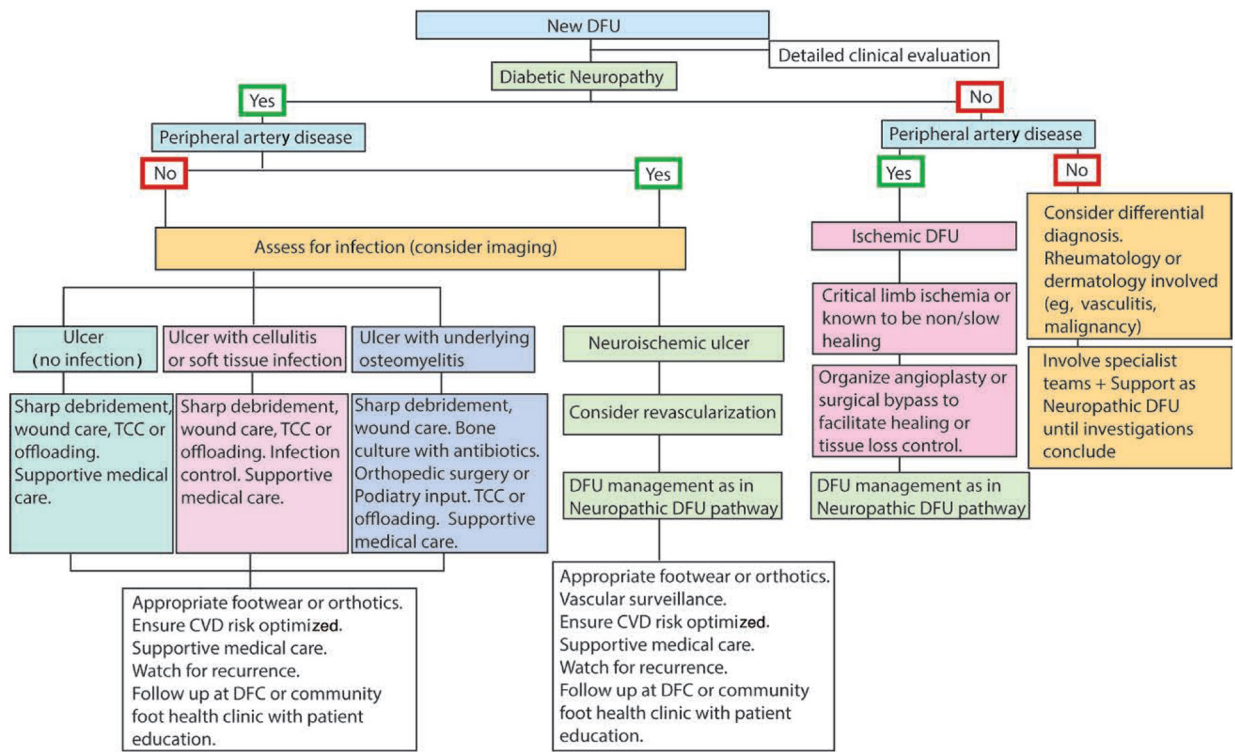 New DFU
Detailed clinical evaluation
Diabetic Neuropathy
Yes
No
Peripheral artery disease
Peripheral artery disease
No
Yes
Yes
No
Assess for infection (consider imaging)
Ischemic DFU
Consider differential
diagnosis.
Rheumatology or
dermatology involved
(eg, vasculitis,
malignancy)
Critical limb ischemia or
known to be non/slow
healing
Ulcer
(no infection)
Ulcer with cellulitis
or soft tissue infection
Ulcer with underlying
osteomyelitis
Neuroischemic ulcer
Involve specialist
teams + Support as
Neuropathic DFU
until investigations
conclude
Organize angioplasty or
surgical bypass to
facilitate healing or
tissue loss control.
Sharp debridement,
wound care, TCC or
offloading.
Supportive medical
care.
Sharp debridement,
wound care, TCC or
offloading. Infection
control. Supportive
medical care.
Sharp debridement,
wound care. Bone
culture with antibiotics.
Orthopedic surgery or
Podiatry input. TCC or
offloading. Supportive
medical care.
Consider revascularization
DFU management as in
Neuropathic DFU pathway
DFU management as in
Neuropathic DFU pathway
Appropriate footwear or orthotics.
Ensure CVD risk optimized.
Supportive medical care.
Watch for recurrence.
Follow up at DFC or community
foot health clinic with patient
education.
Appropriate footwear or orthotics.
Vascular surveillance.
Ensure CVD risk optimized.
Supportive medical care.
Watch for recurrence.
Follow up at DFC or community
foot health clinic with patient
education.